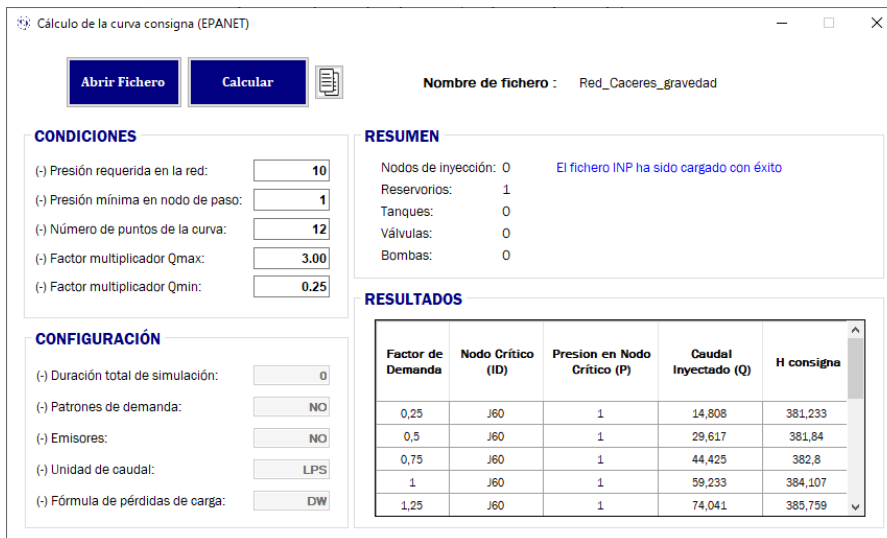 Cálculo de la curva consigna (EPANET)
Abrir Fichero
Calcular
Nombre de fichero : Red_Caceres_gravedad
CONDICIONES
(-) Presión requerida en la red: 10
(-) Presión mínima en nodo de paso: 1
(-) Número de puntos de la curva: 12
(-) Factor multiplicador Qmax: 3.00
(-) Factor multiplicador Qmin: 0.25
CONFIGURACIÓN
(-) Duración total de simulación: 0
(-) Patrones de demanda: NO
(-) Emisores: NO
(-) Unidad de caudal: LPS
(-) Fórmula de pérdidas de carga: DW
RESUMEN
Nodos de inyección: 0 El fichero INP ha sido cargado con éxito
Reservorios: 1
Tanques: 0
Válvulas: 0
Bombas: 0
RESULTADOS
Factor de Demanda Nodo Crítico (ID) Presion en Nodo Crítico (P) Caudal Inyectado (Q) H consigna
0,25 J60 1 14,808 381,233
0,5 J60 1 29,617 381,84
0,75 J60 1 44,425 382,8
1 J60 1 59,233 384,107
1,25 J60 1 74,041 385,759